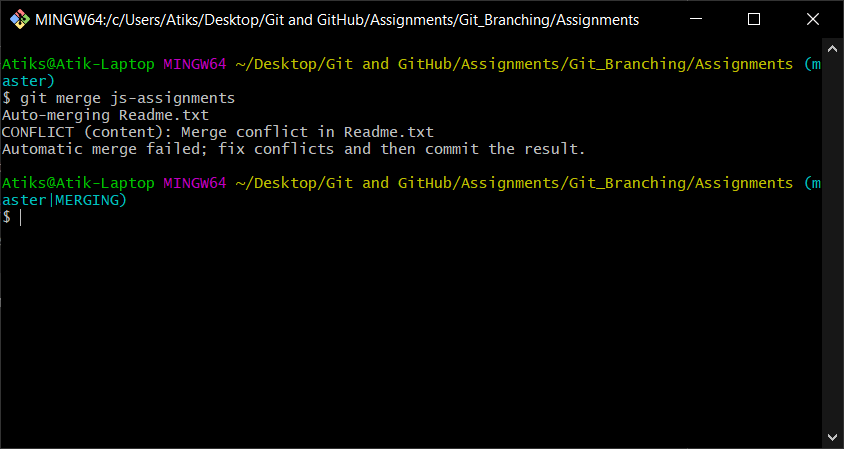 MINGW64:/c/Users/Atiks/Desktop/Git and GitHub/Assignments/Git_Branching/Assignments
Atiks@Atik-Laptop MINGW64 ~/Desktop/Git and GitHub/Assignments/Git_Branching/Assignments (m
aster)
$ git merge js-assignments
Auto-merging Readme.txt
CONFLICT (content): Merge conflict in Readme.txt
Automatic merge failed; fix conflicts and then commit the result.
Atiks@Atik-Laptop MINGW64 ~/Desktop/Git and GitHub/Assignments/Git_Branching/Assignments (m
aster|MERGING)
$